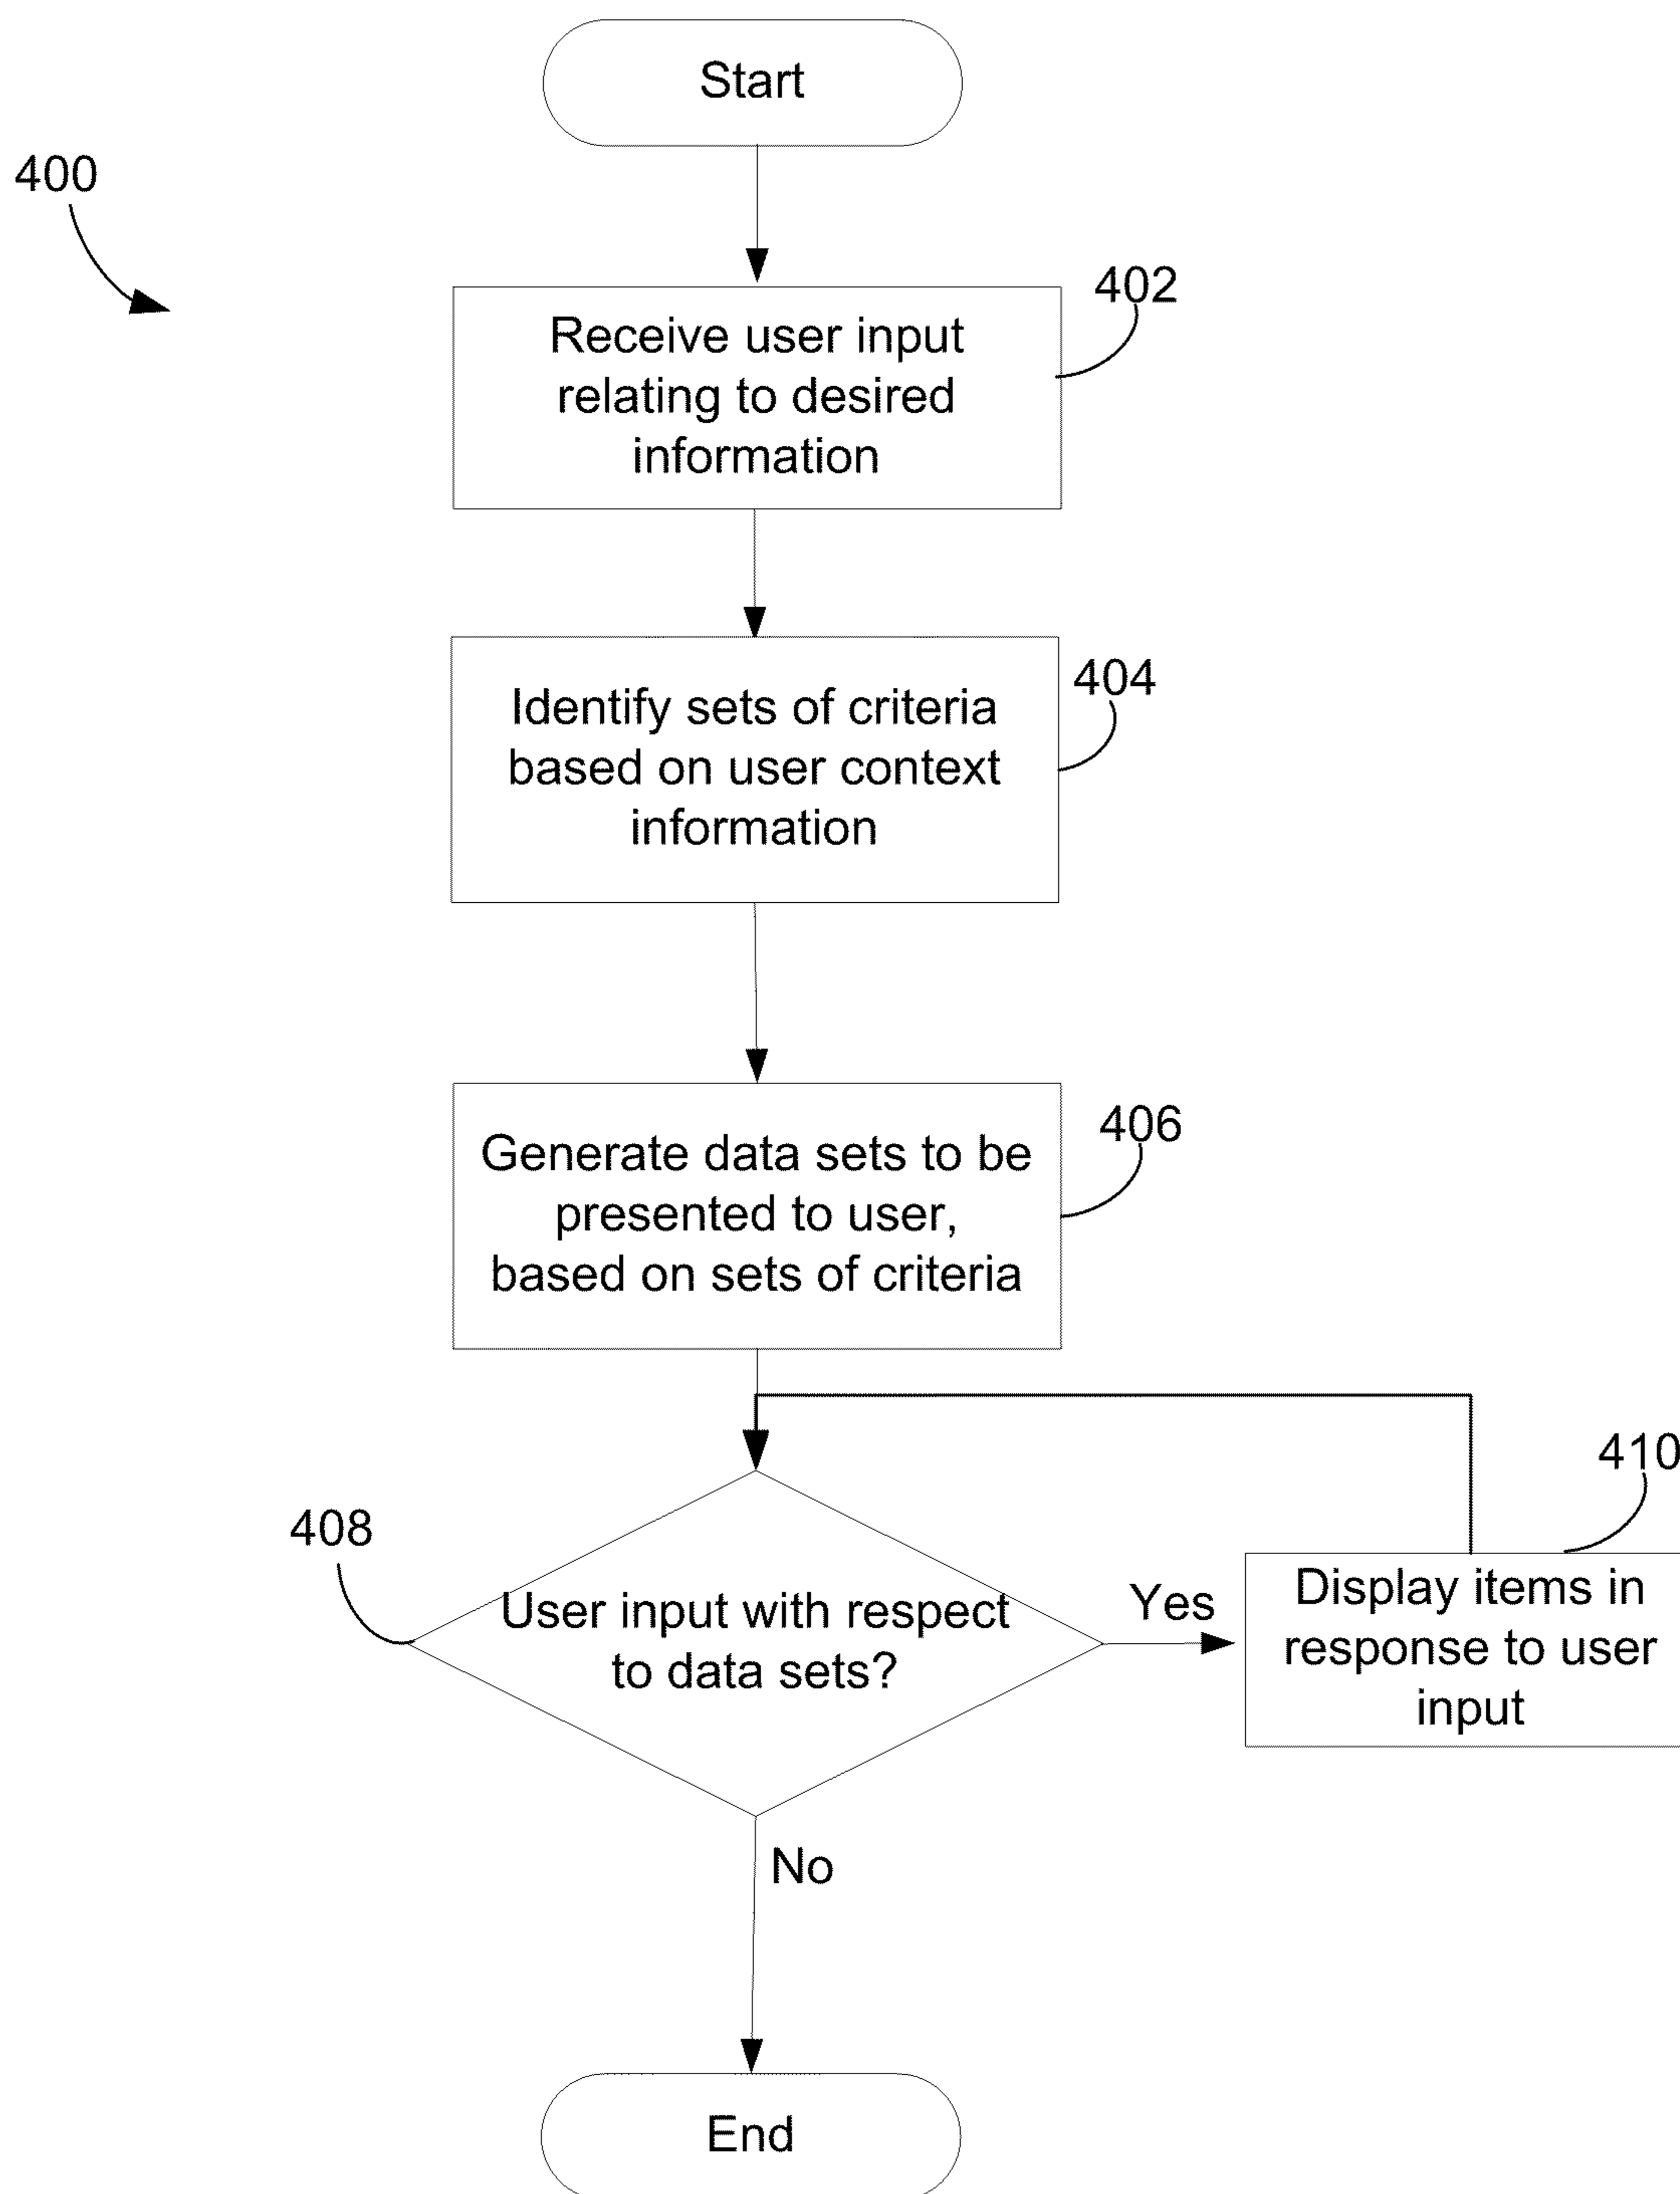 Start
400
402
Receive user input
relating to desired
information
404
Identify sets of criteria
based on user context
information
406
Generate data sets to be
presented to user,
based on sets of criteria
410
408
User input with respect
to data sets?
Yes
Display items in
response to user
input
No
End